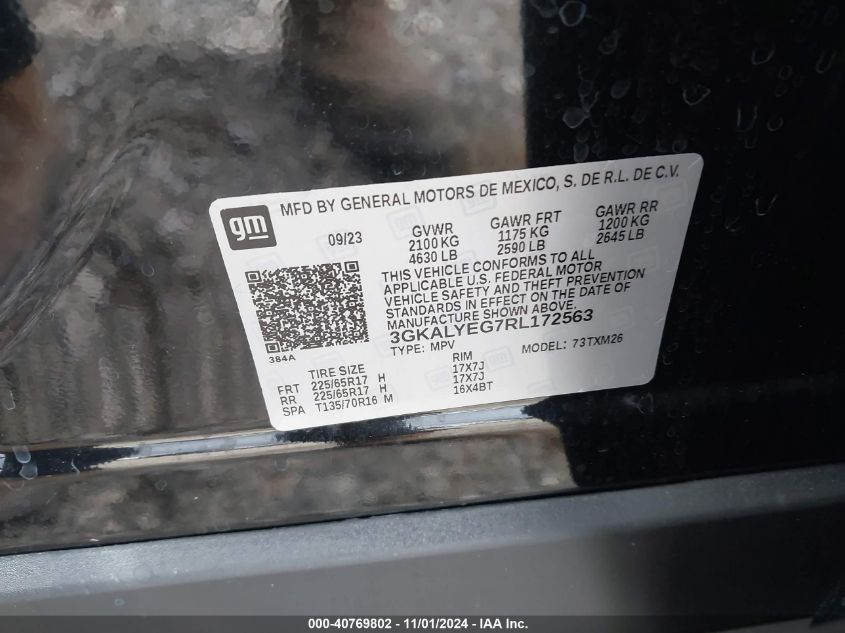 gm
MFD BY GENERAL MOTORS DE MEXICO, S. DE R.L. DE C.V.
09/23 GVWR GAWR FRT GAWR RR
2100 KG 1175 KG 1200 KG
4630 LB 2590 LB 2645 LB
THIS VEHICLE CONFORMS TO ALL
APPLICABLE U.S. FEDERAL MOTOR
VEHICLE SAFETY AND THEFT PREVENTION
STANDARDS IN EFFECT ON THE DATE OF
MANUFACTURE SHOWN ABOVE.
3GKALYEG7RL172563
384A
TYPE: MPV MODEL: 73TXM26
TIRE SIZE RIM
FRT 225/65R17 H 17X7J
RR 225/65R17 H 17X7J
SPA T135/70R16 M 16X4BT
000-40769802 - 11/01/2024 - IAA Inc.